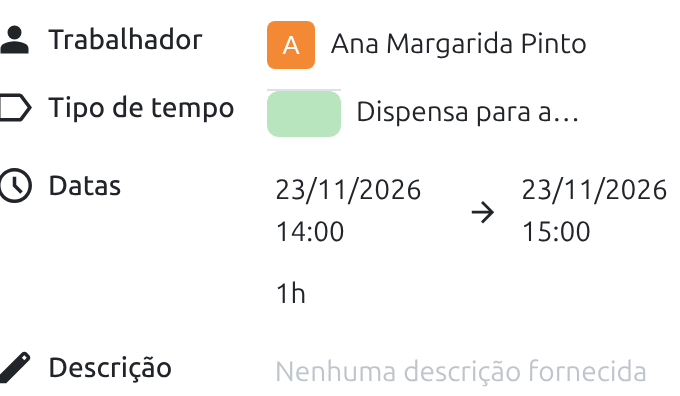 Trabalhador
A Ana Margarida Pinto
Tipo de tempo
Dispensa para a...
Datas
23/11/2026 → 23/11/2026
14:00 15:00
1h
Descrição
Nenhuma descrição fornecida